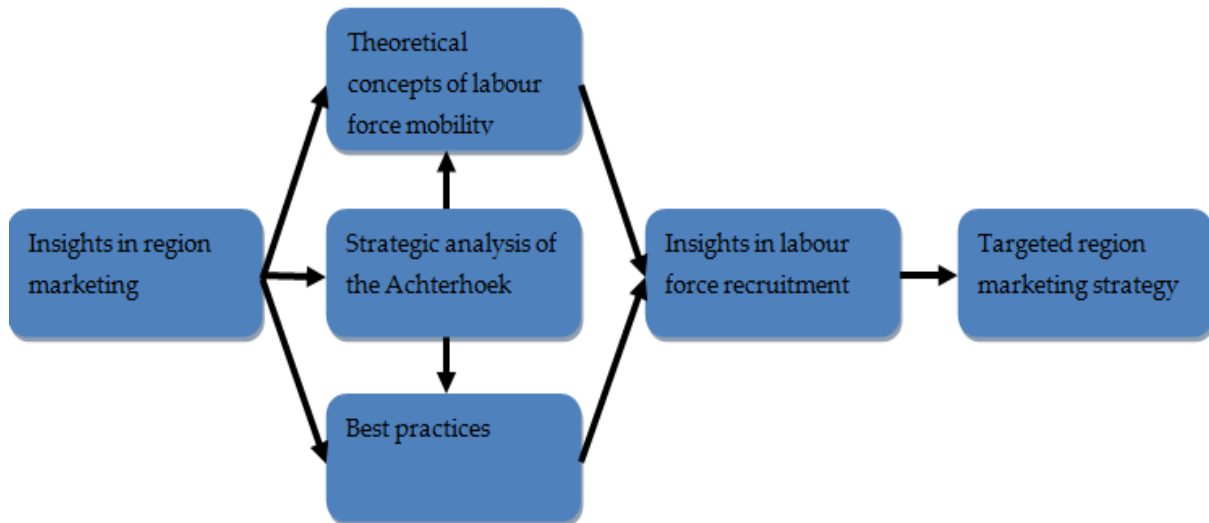 Theoretical
concepts of labour
force mobility
Insights in region
marketing
Strategic analysis of
the Achterhoek
Insights in labour
force recruitment
Targeted region
marketing strategy
Best practices